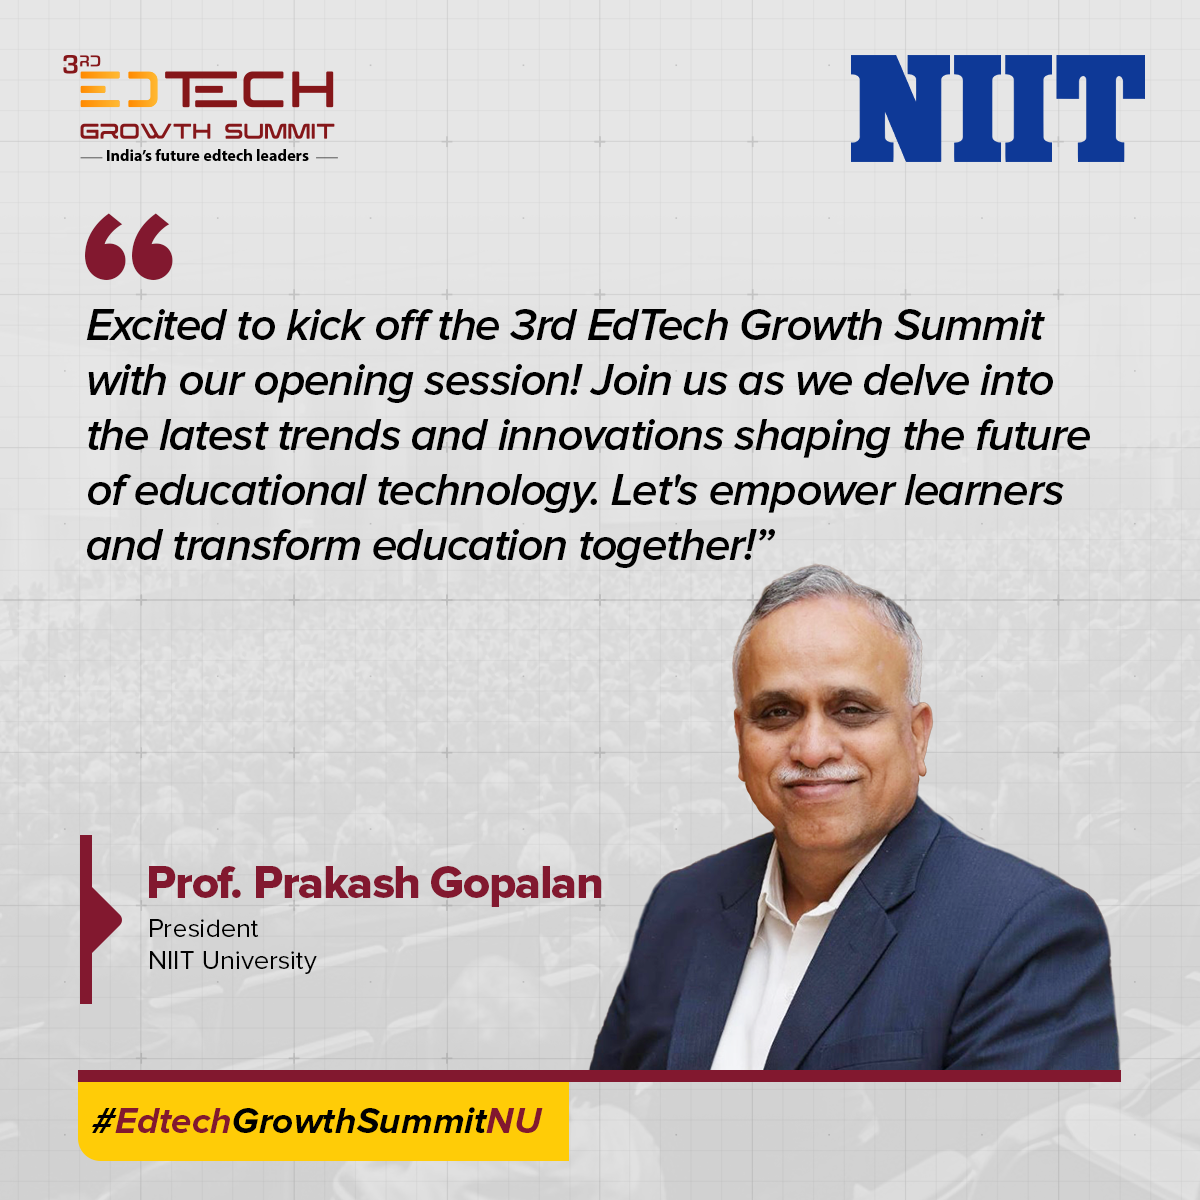 3RD
EDTECH
GROWTH SUMMIT
India's future edtech leaders
NIIT
“
Excited to kick off the 3rd EdTech Growth Summit
with our opening session! Join us as we delve into
the latest trends and innovations shaping the future
of educational technology. Let's empower learners
and transform education together!”
Prof. Prakash Gopalan
President
NIIT University
#EdtechGrowthSummitNU